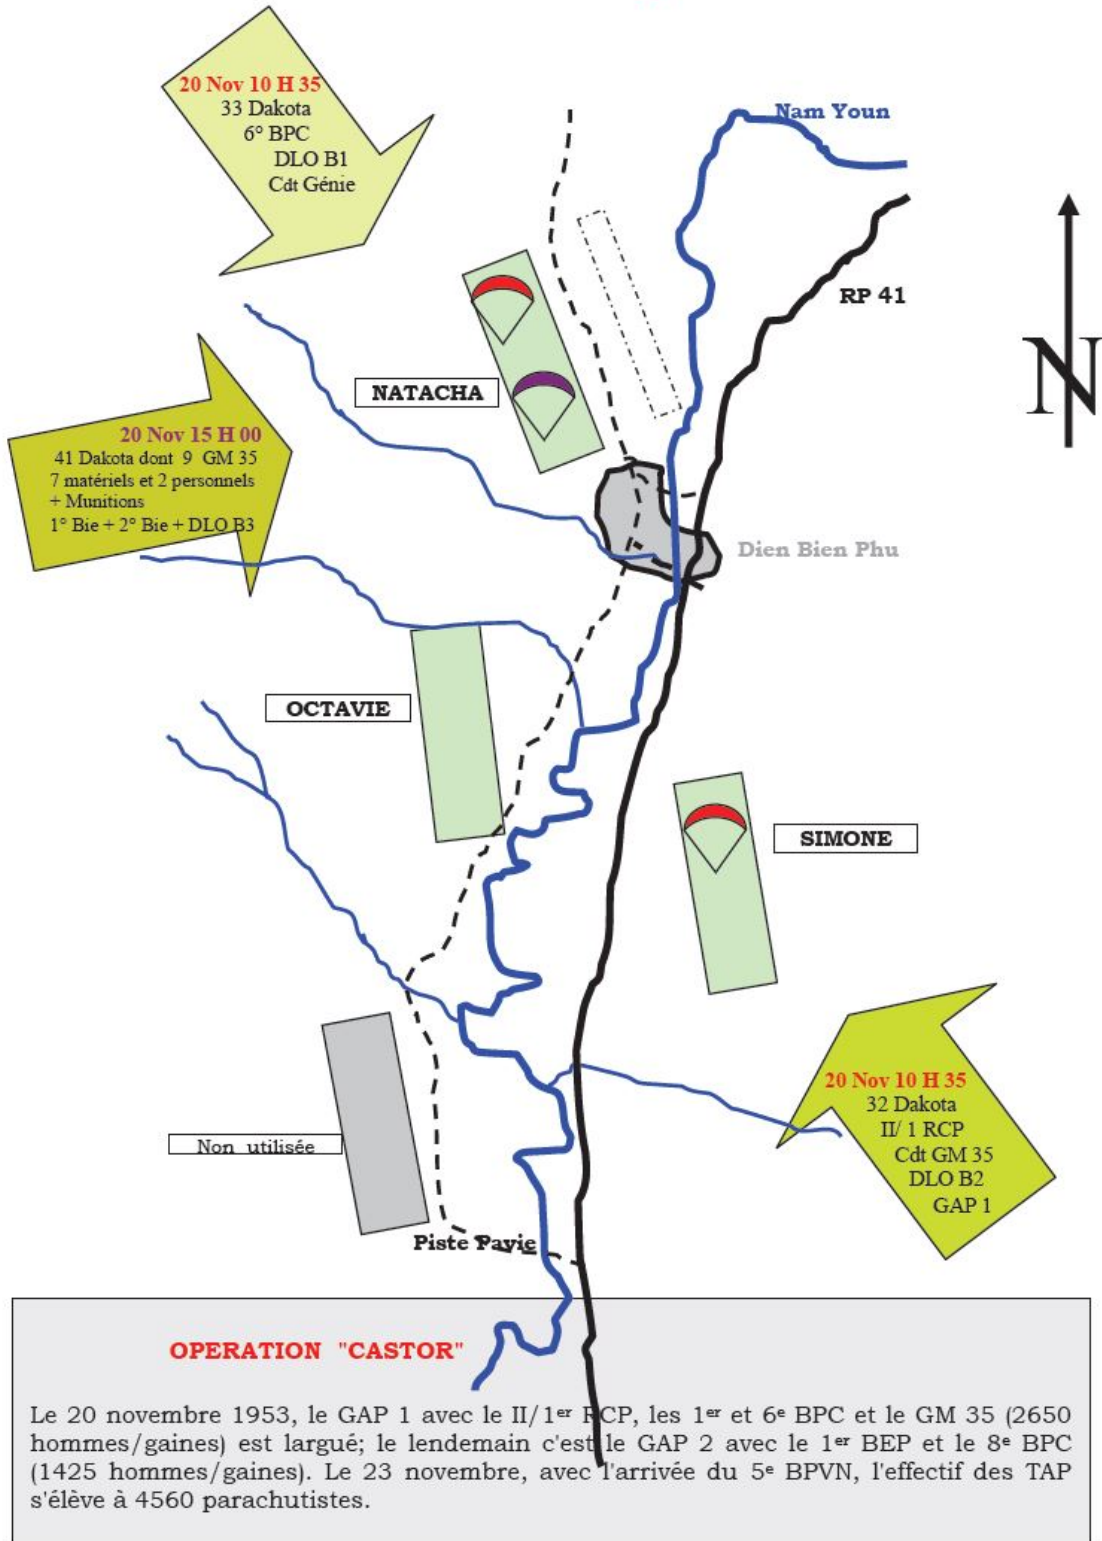 20 Nov 10 H 35
33 Dakota
6° BPC
DLO B1
Cdt Génie
Nam Youn
RP 41
N
NATACHA
20 Nov 15 H 00
41 Dakota dont 9 GM 35
7 matériels et 2 personnels
+ Munitions
1° Bie + 2° Bie + DLO B3
Dien Bien Phu
OCTAVIE
SIMONE
20 Nov 10 H 35
32 Dakota
II/ 1 RCP
Cdt GM 35
DLO B2
GAP 1
Non utilisée
Piste Pavie
OPERATION "CASTOR"
Le 20 novembre 1953, le GAP 1 avec le II/1er RCP, les 1er et 6e BPC et le GM 35 (2650
hommes/gaines) est largué; le lendemain c'est le GAP 2 avec le 1er BEP et le 8e BPC
(1425 hommes/gaines). Le 23 novembre, avec l'arrivée du 5e BPVN, l'effectif des TAP
s'élève à 4560 parachutistes.